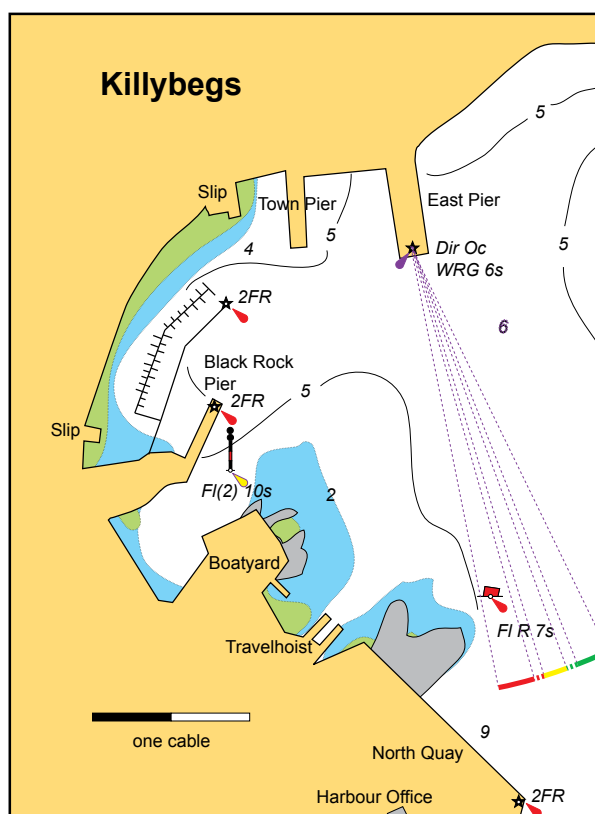 Killybegs
5
Slip
Town Pier
East Pier
5
5
4
Dir Oc
WRG 6s
2FR
6
Black Rock
Pier
5
2FR
Slip
Fl(2) 10s
2
Boatyard
Fl R 7s
Travelhoist
one cable
9
North Quay
Harbour Office
2FR